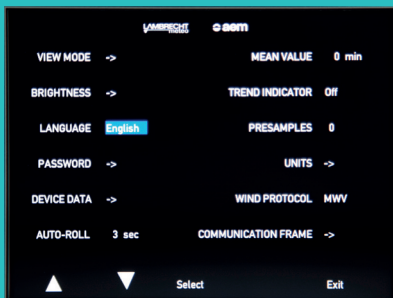 LAMBRECHT meteo aem
VIEW MODE -> MEAN VALUE 0 min
BRIGHTNESS -> TREND INDICATOR Off
LANGUAGE English PRESAMPLES 0
PASSWORD -> UNITS ->
DEVICE DATA -> WIND PROTOCOL MWV
AUTO-ROLL 3 sec COMMUNICATION FRAME ->
Select Exit